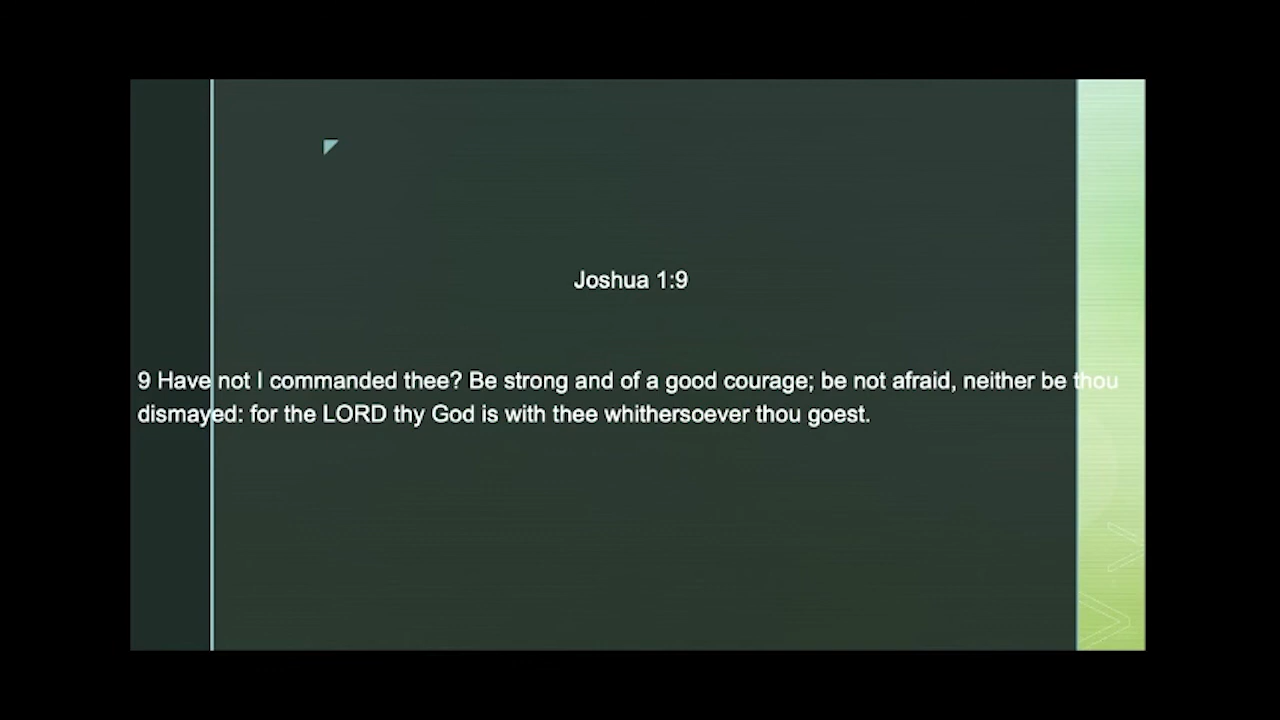 Joshua 1:9
9 Have not I commanded thee? Be strong and of a good courage; be not afraid, neither be thou
dismayed: for the LORD thy God is with thee whithersoever thou goest.